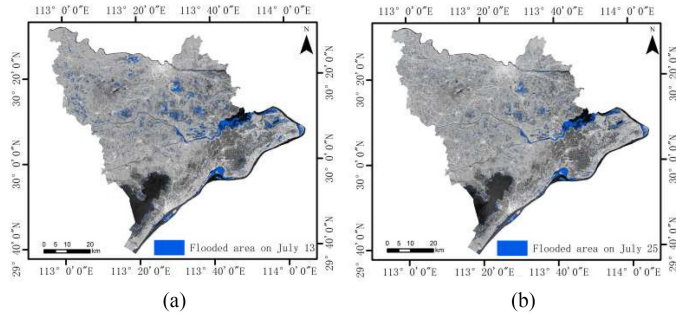 113° 0′0″E 113° 20′0″E 113° 40′0″E 114° 0′0″E
113° 0′0″E 113° 20′0″E 113° 40′0″E 114° 0′0″E
N
N
30° 20′0″N
30° 20′0″N
30° 20′0″N
30° 20′0″N
30° 0′0″N
30° 0′0″N
30° 0′0″N
30° 0′0″N
29° 40′0″N
29° 40′0″N
29° 40′0″N
29° 40′0″N
0 5 10 20
km
Flooded area on July 13
0 5 10 20
km
Flooded area on July 25
113° 0′0″E 113° 20′0″E 113° 40′0″E 114° 0′0″E
113° 0′0″E 113° 20′0″E 113° 40′0″E 114° 0′0″E
(a)
(b)